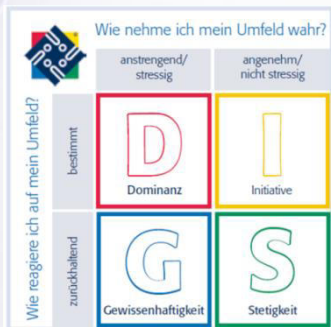 Wie nehme ich mein Umfeld wahr?
anstrengend/
stressig
angenehm/
nicht stressig
Wie reagiere ich auf mein Umfeld?
bestimmt
D
Dominanz
I
Initiative
zurückhaltend
G
Gewissenhaftigkeit
S
Stetigkeit